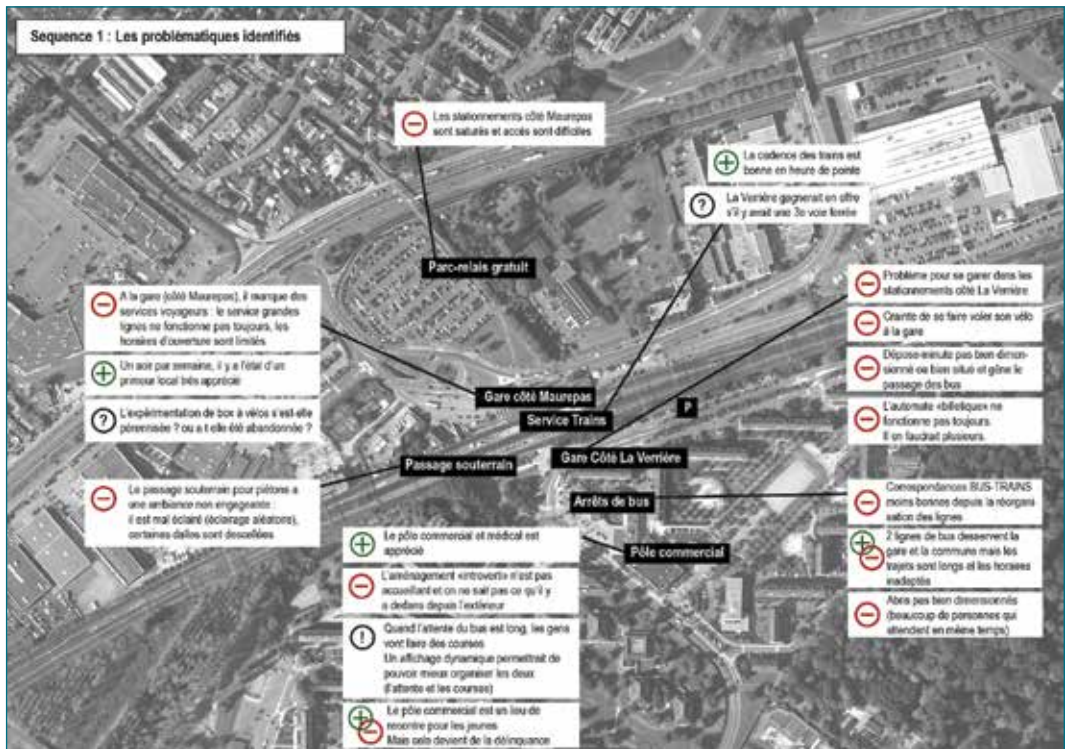 Sequence 1 : Les problématiques identifiés
Les stationnements côté Maurepas
sont saturés et accès sont difficiles
La cadence des trains est
bonne en heure de pointe
La Verrière gagnerait en offre
s'il y avait une 3e voie ferrée
Parc-relais gratuit
A la gare (côté Maurepas), il manque des
services voyageurs : le service grandes
lignes ne fonctionne pas toujours, les
horaires d'ouverture sont limités
Un soir par semaine, il y a l'étal d'un
primeur local très apprécié
L'expérimentation de box à vélos s'est-elle
pérennisée ? ou a t elle été abandonnée ?
Le passage souterrain pour piétons a
une ambiance non engageante :
il est mal éclairé (éclairage aléatoire),
certaines dalles sont descellées
Gare côté Maurepas
Service Trains
P
Passage souterrain
Gare Côté La Verrière
Arrêts de bus
Pôle commercial
Problème pour se garer dans les
stationnements côté La Verrière
Crainte de se faire voler son vélo
à la gare
Dépose-minute pas bien dimen-
sionné ou bien situé et gêne le
passage des bus
L'automate «billetique» ne
fonctionne pas toujours.
Il en faudrait plusieurs.
Correspondances BUS-TRAINS
moins bonnes depuis la réorgani
sation des lignes
2 lignes de bus desservent la
gare et la commune mais les
trajets sont longs et les horaires
inadaptés
Abris pas bien dimensionnés
(beaucoup de personnes qui
attendent en même temps)
Le pôle commercial et médical est
apprécié
L'aménagement «introverti» n'est pas
accueillant et on ne sait pas ce qu'il y
a dedans depuis l'extérieur
Quand l'attente du bus est long, les gens
vont faire des courses
Un affichage dynamique permettrait de
pouvoir mieux organiser les deux
(l'attente et les courses)
Le pôle commercial est un lieu de
recontre pour les jeunes
Mais cela devient de la délinquance